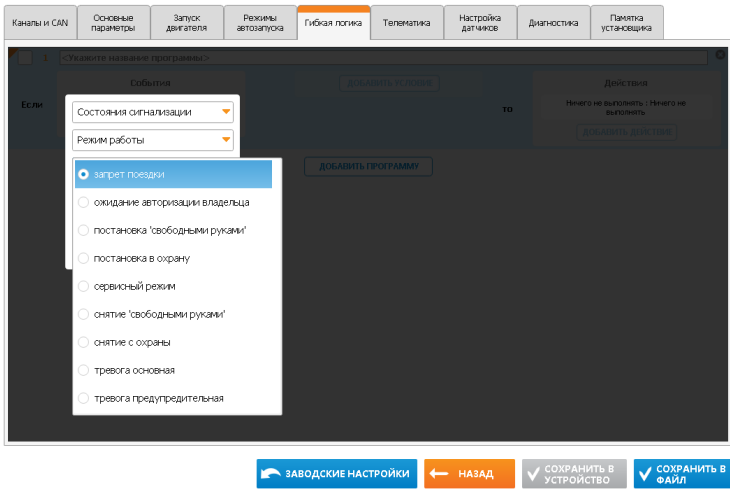 Каналы и CAN
Основные
параметры
Запуск
двигателя
Режимы
автозапуска
Гибкая логика
Телематика
Настройка
датчиков
Диагностика
Памятка
установщика
1 <Укажите название программы>
События
ДОБАВИТЬ УСЛОВИЕ
Действия
Если
то
Ничего не выполнять : Ничего не
выполнять
ДОБАВИТЬ ДЕЙСТВИЕ
Состояния сигнализации
Режим работы
ДОБАВИТЬ ПРОГРАММУ
запрет поездки
ожидание авторизации владельца
постановка 'свободными руками'
постановка в охрану
сервисный режим
снятие 'свободными руками'
снятие с охраны
тревога основная
тревога предупредительная
ЗАВОДСКИЕ НАСТРОЙКИ
НАЗАД
СОХРАНИТЬ В
УСТРОЙСТВО
СОХРАНИТЬ В
ФАЙЛ